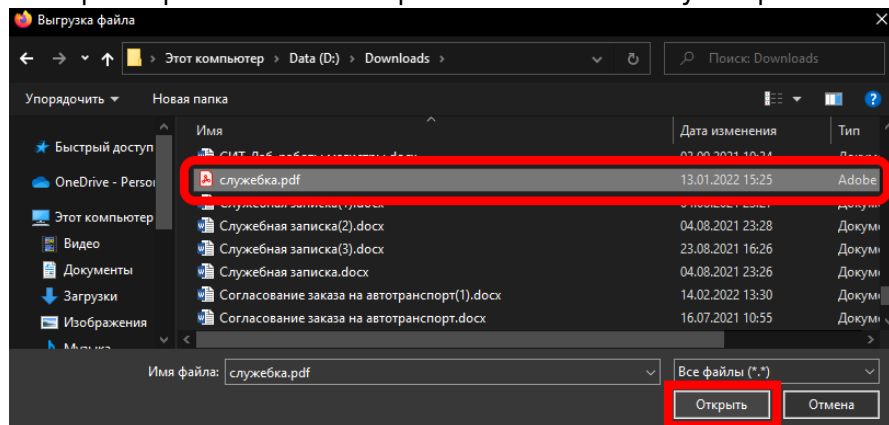 Выгрузка файла
Этот компьютер > Data (D:) > Downloads >
Поиск: Downloads
Упорядочить
Новая папка
Имя
Дата изменения
Тип
Быстрый доступ
OneDrive - Person
Этот компьютер
Видео
Документы
Загрузки
Изображения
служебка.pdf 13.01.2022 15:25 Adobe
Служебная записка(2).docx 04.08.2021 23:28 Докум
Служебная записка(3).docx 23.08.2021 16:26 Докум
Служебная записка.docx 04.08.2021 23:26 Докум
Согласование заказа на автотранспорт(1).docx 14.02.2022 13:30 Докум
Согласование заказа на автотранспорт.docx 16.07.2021 10:55 Докум
Имя файла: служебка.pdf
Все файлы (*.*)
Открыть
Отмена